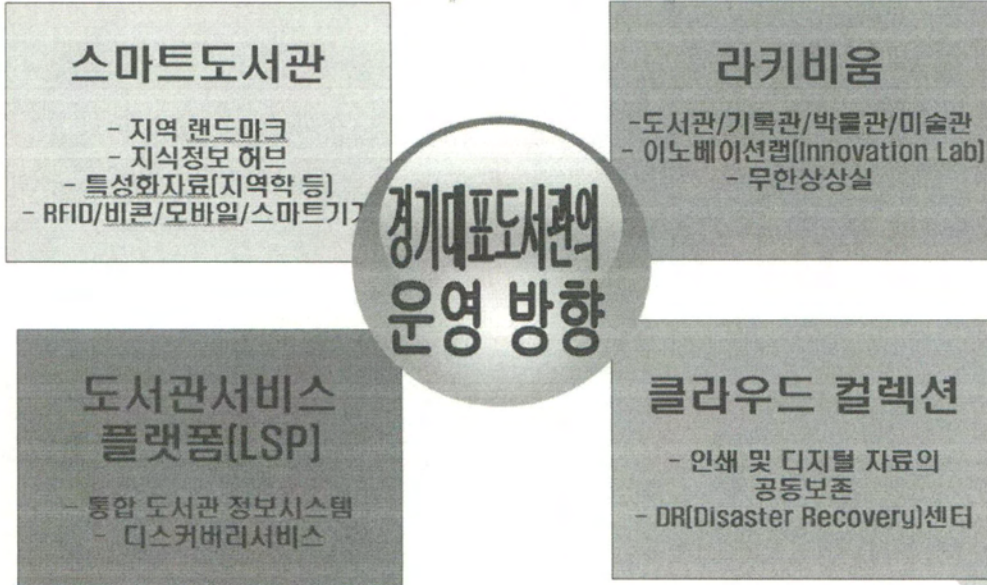 스마트도서관
- 지역 랜드마크
- 지식정보 허브
- 특성화자료(지역학 등)
- RFID/비콘/모바일/스마트기기
라키비움
-도서관/기록관/박물관/미술관
- 이노베이션랩(Innovation Lab)
- 무한상상실
경기대표도서관의
운영 방향
도서관서비스
플랫폼(LSP)
- 통합 도서관 정보시스템
- 디스커버리서비스
클라우드 컬렉션
- 인쇄 및 디지털 자료의
공동보존
- DR(Disaster Recovery)센터